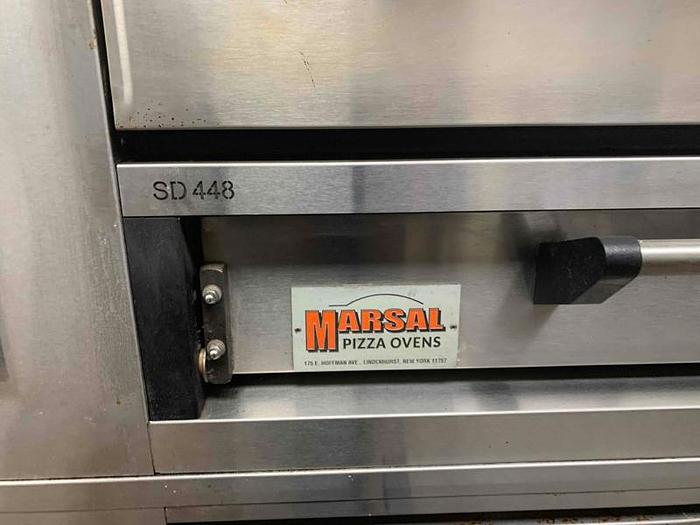 SD 448
MARSAL
PIZZA OVENS
175 E. HOFFMAN AVE., LINDENHURST, NEW YORK 11757